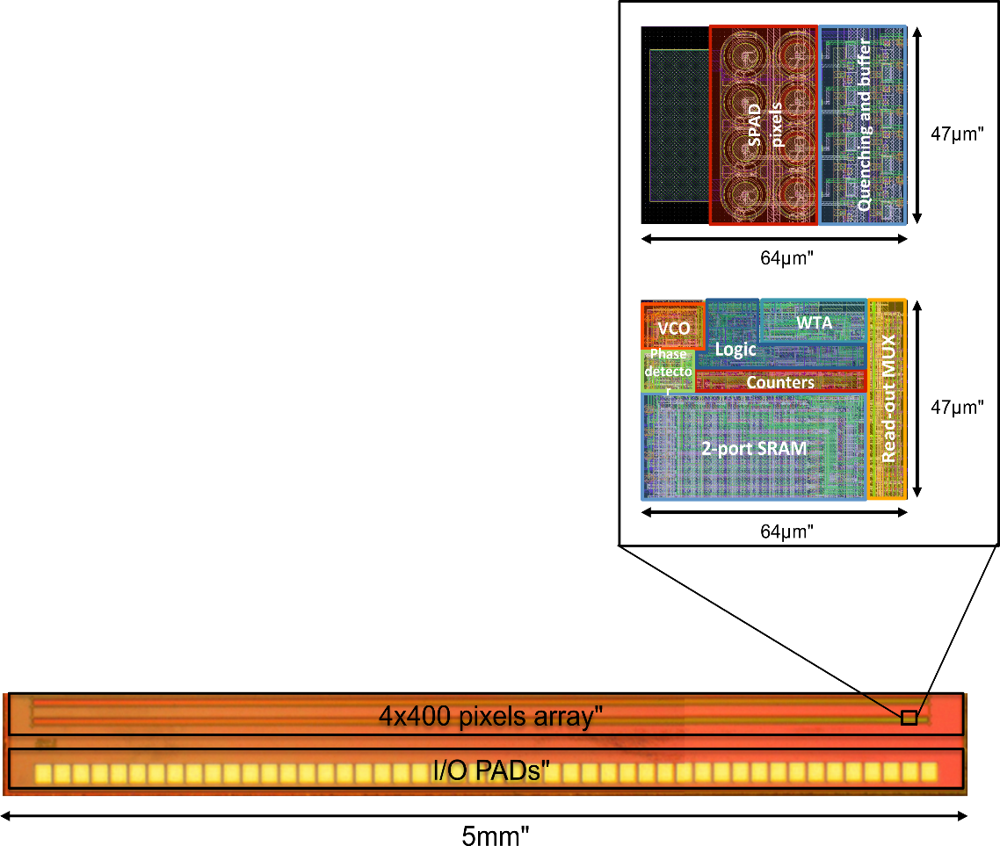 SPAD
pixels
Quenching and buffer
47µm"
64µm"
VCO
WTA
Logic
Phase
detecto
r
Counters
2-port SRAM
Read-out MUX
47µm"
64µm"
4x400 pixels array"
I/O PADs"
5mm"